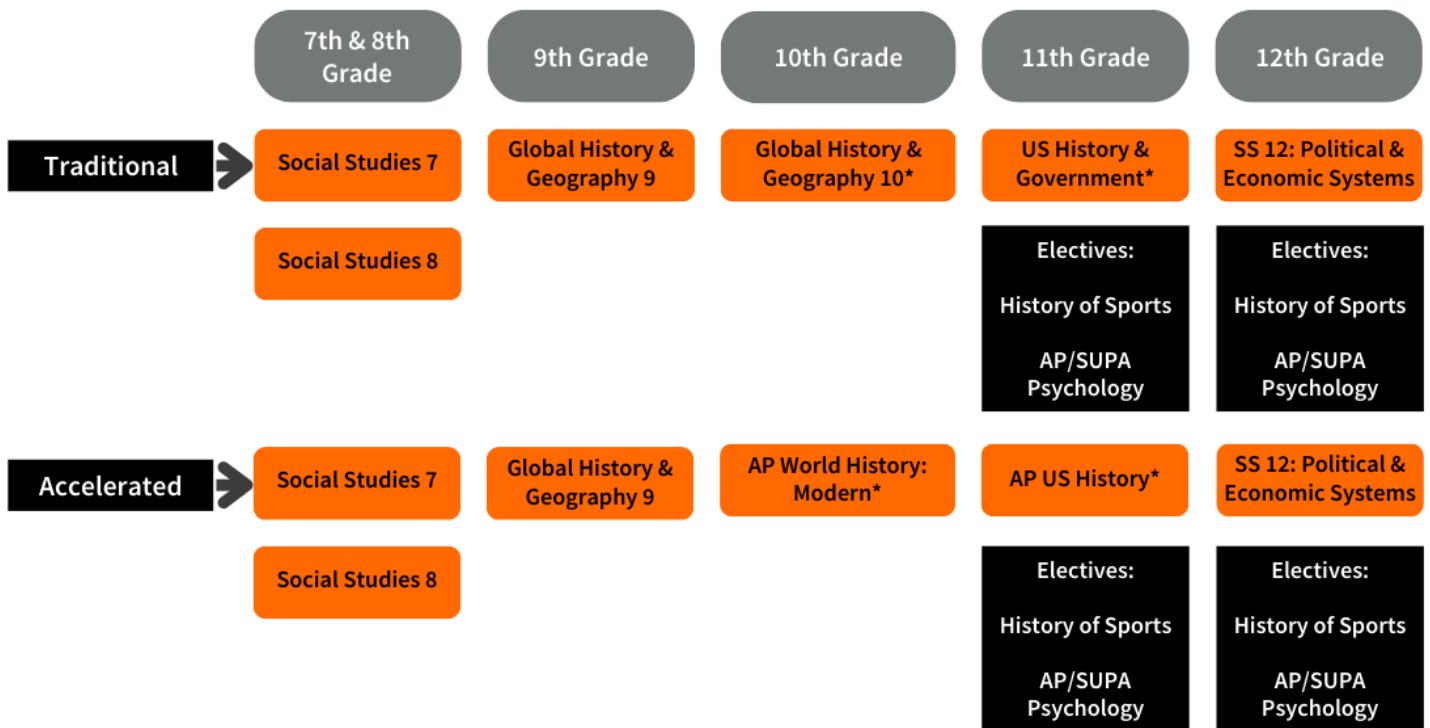 7th & 8th
Grade
9th Grade
10th Grade
11th Grade
12th Grade
Traditional
Social Studies 7
Global History &
Geography 9
Global History &
Geography 10*
US History &
Government*
SS 12: Political &
Economic Systems
Social Studies 8
Electives:
History of Sports
AP/SUPA
Psychology
Electives:
History of Sports
AP/SUPA
Psychology
Accelerated
Social Studies 7
Global History &
Geography 9
AP World History:
Modern*
AP US History*
SS 12: Political &
Economic Systems
Social Studies 8
Electives:
History of Sports
AP/SUPA
Psychology
Electives:
History of Sports
AP/SUPA
Psychology